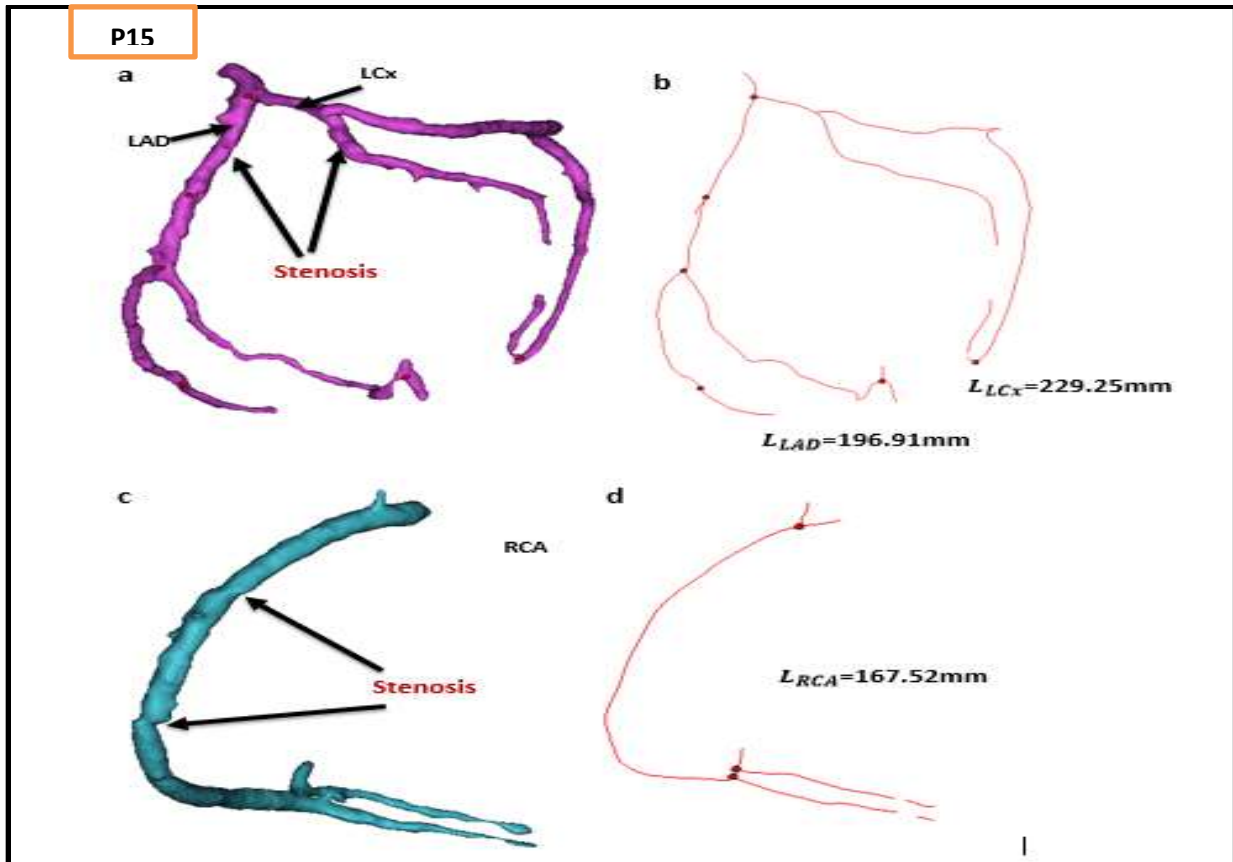 P15
a
LCx
b
LAD
Stenosis
L_LCx=229.25mm
L_LAD=196.91mm
c
d
RCA
Stenosis
L_RCA=167.52mm
l